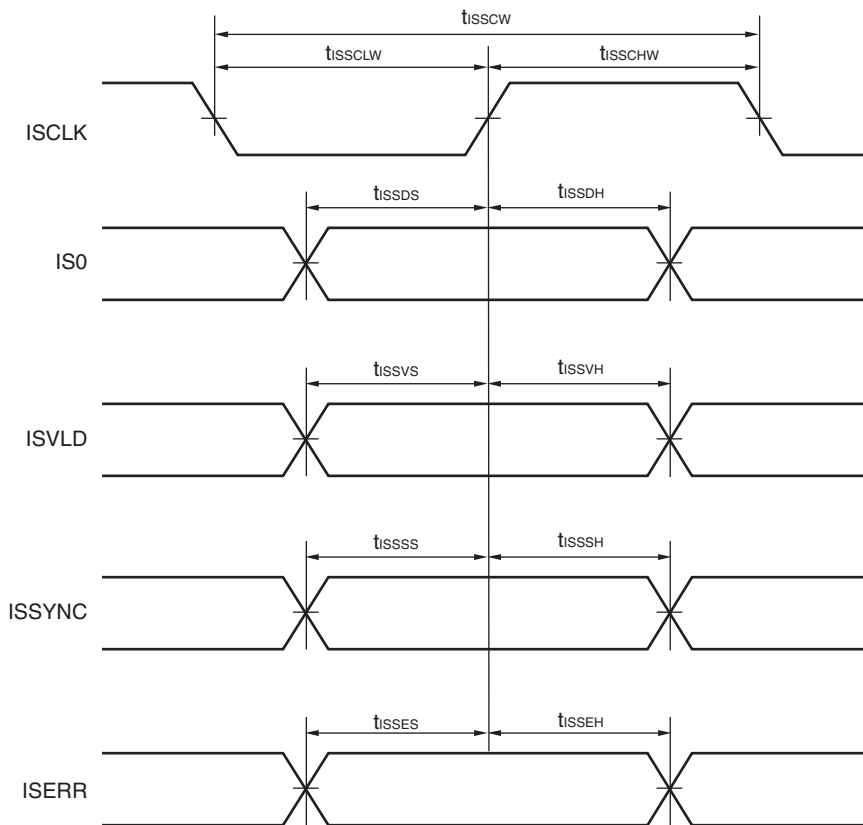 tISSCW
tISSCLW tISSCHW
ISCLK
tISSDS tISSDH
IS0
tISSVS tISSVH
ISVLD
tISSSS tISSSH
ISSYNC
tISSES tISSEH
ISERR